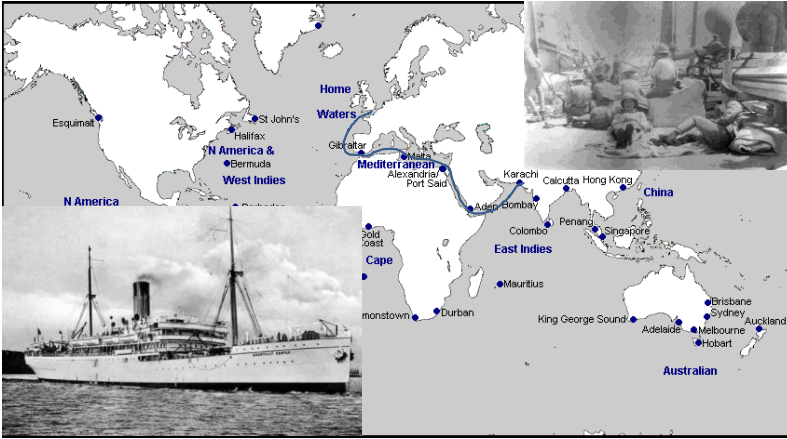 Home
Waters
Esquimalt
St John's
Halifax
N America &
Bermuda
West Indies
N America
Gibraltar
Malta
Mediterranean
Alexandria/
Port Said
Karachi
Calcutta
Hong Kong
China
Aden
Bombay
Colombo
Penang
Singapore
East Indies
Gold
Coast
Cape
Mauritius
monstown
Durban
King George Sound
Adelaide
Brisbane
Sydney
Melbourne
Hobart
Auckland
Australian